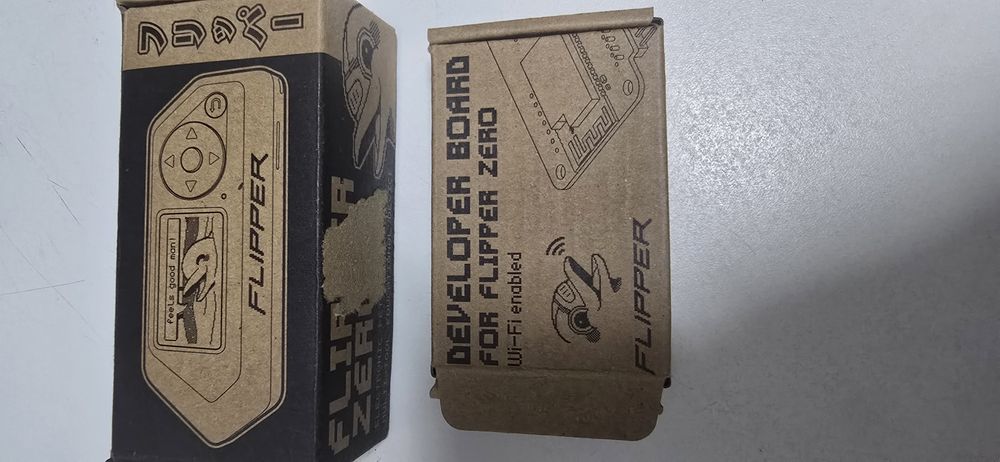 フリッパー
FLIPPER
feels good man!
FLIP
ZER
DEVELOPER BOARD
FOR FLIPPER ZERO
Wi-Fi enabled
FLIPPER